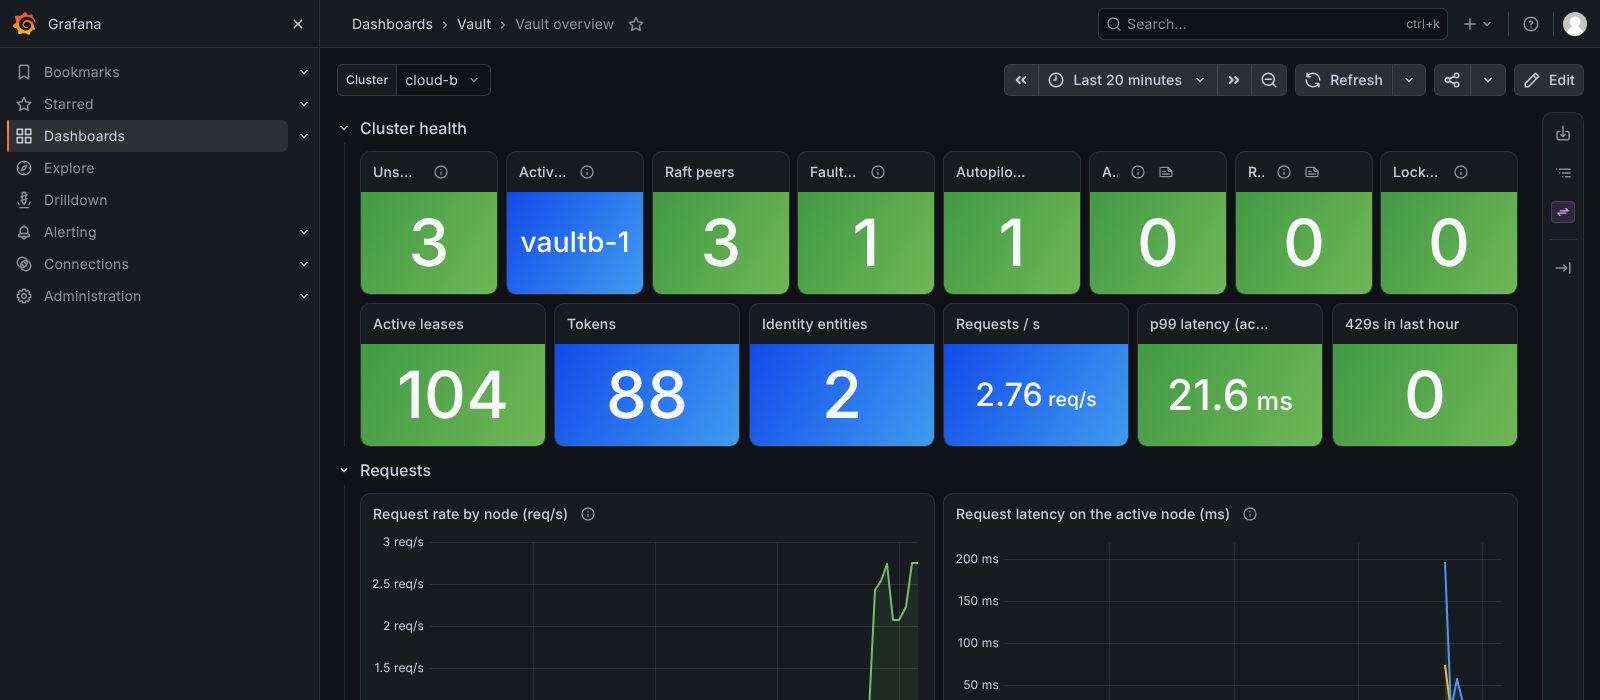 Grafana
Dashboards › Vault › Vault overview
Search... ctrl+k
Bookmarks
Starred
Dashboards
Explore
Drilldown
Alerting
Connections
Administration
Cluster cloud-b
Last 20 minutes
Refresh
Edit
Cluster health
Uns... Activ... Raft peers Fault... Autopilo... A.. R.. Lock...
3 vaultb-1 3 1 1 0 0 0
Active leases Tokens Identity entities Requests / s p99 latency (ac... 429s in last hour
104 88 2 2.76 req/s 21.6 ms 0
Requests
Request rate by node (req/s)
3 req/s
2.5 req/s
2 req/s
1.5 req/s
Request latency on the active node (ms)
200 ms
150 ms
100 ms
50 ms